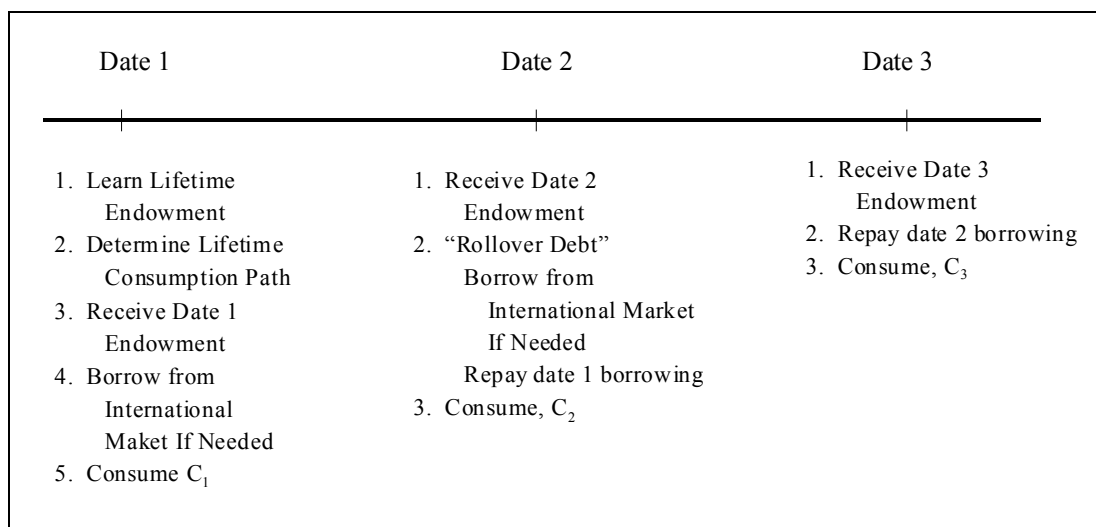 Date 1
Date 2
Date 3
1. Learn Lifetime
Endowment
2. Determine Lifetime
Consumption Path
3. Receive Date 1
Endowment
4. Borrow from
International
Maket If Needed
5. Consume C₁
1. Receive Date 2
Endowment
2. “Rollover Debt”
Borrow from
International Market
If Needed
Repay date 1 borrowing
3. Consume, C₂
1. Receive Date 3
Endowment
2. Repay date 2 borrowing
3. Consume, C₃